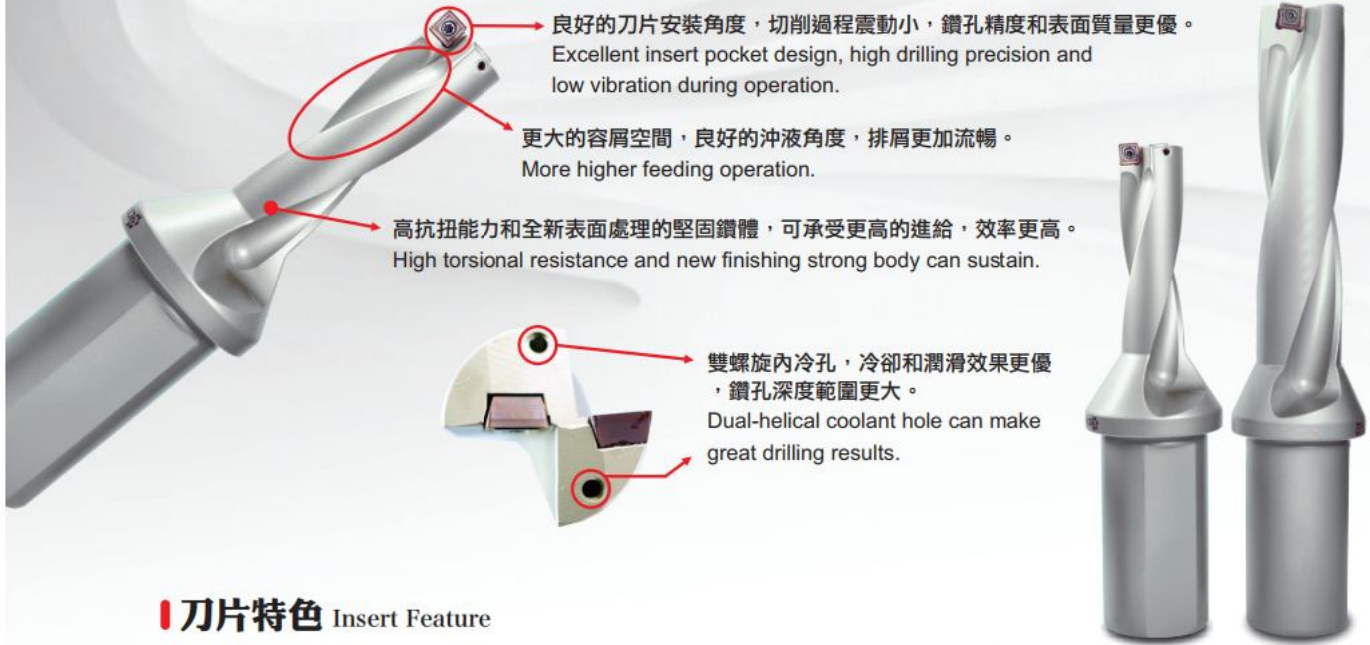 良好的刀片安裝角度，切削過程震動小，鑽孔精度和表面質量更優。
Excellent insert pocket design, high drilling precision and
low vibration during operation.
更大的容屑空間，良好的沖液角度，排屑更加流暢。
More higher feeding operation.
高抗扭能力和全新表面處理的堅固鑽體，可承受更高的進給，效率更高。
High torsional resistance and new finishing strong body can sustain.
雙螺旋內冷孔，冷卻和潤滑效果更優
，鑽孔深度範圍更大。
Dual-helical coolant hole can make
great drilling results.
刀片特色 Insert Feature